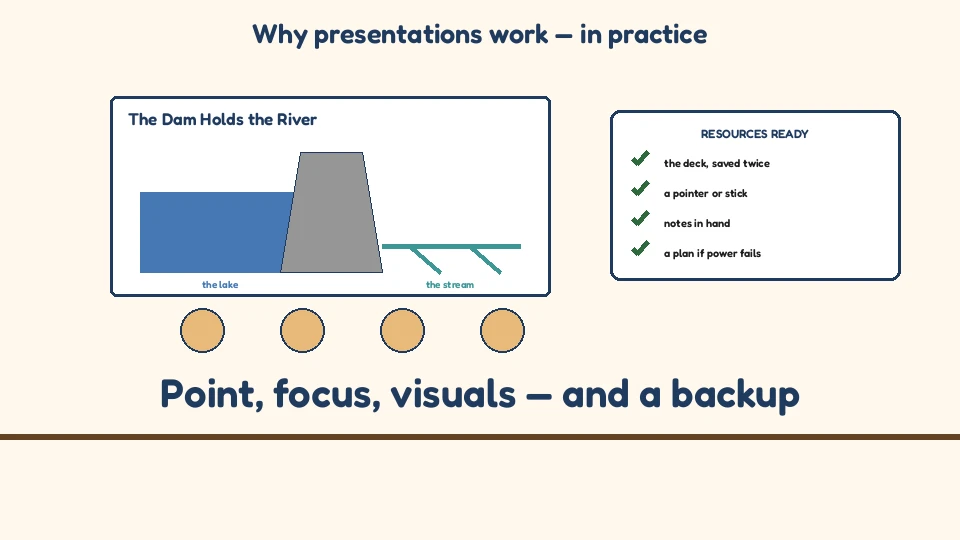 Why presentations work — in practice
The Dam Holds the River
the lake
the stream
RESOURCES READY
the deck, saved twice
a pointer or stick
notes in hand
a plan if power fails
Point, focus, visuals — and a backup